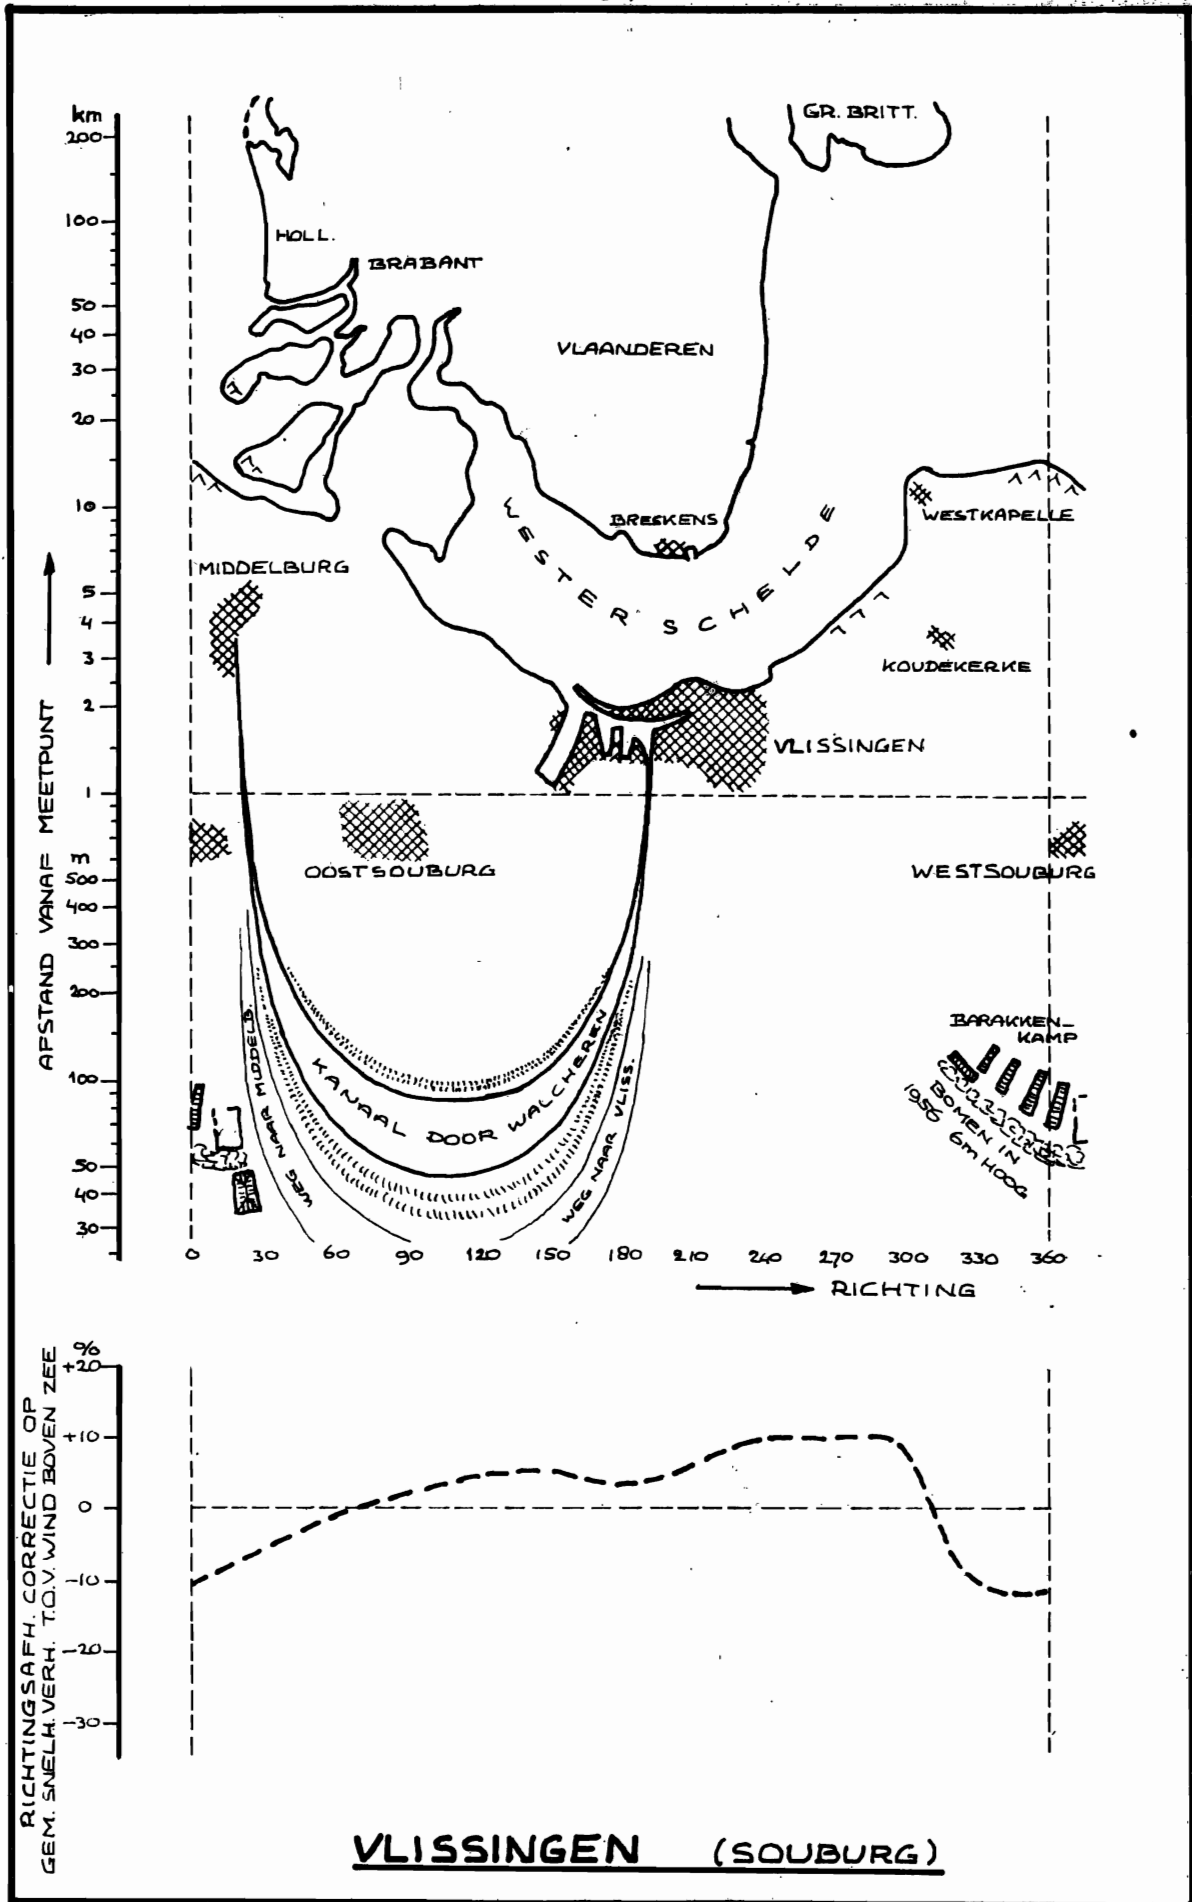 km
200
100
50
40
30
20
10
5
4
3
2
1
m
500
400
300
200
100
50
40
30
AFSTAND VANAF MEETPUNT
GR. BRITT.
HOLL.
BRABANT
VLAANDEREN
BRESKENS
WESTER SCHELDE
WESTKAPELLE
MIDDELBURG
KOUDEKERKE
VLISSINGEN
OOSTSOUBURG
WESTSOUBURG
BARAKKEN-
KAMP
BOMEN IN
1956 6m HOOG
KANAAL DOOR WALCHEREN
WEG NAAR MIDDELB.
WEG NAAR VLISS.
0 30 60 90 120 150 180 210 240 270 300 330 360
RICHTING
%
+20
+10
0
-10
-20
-30
RICHTINGSAFH. CORRECTIE OP
GEM. SNELH. VERH. T.O.V. WIND BOVEN ZEE
VLISSINGEN (SOUBURG)